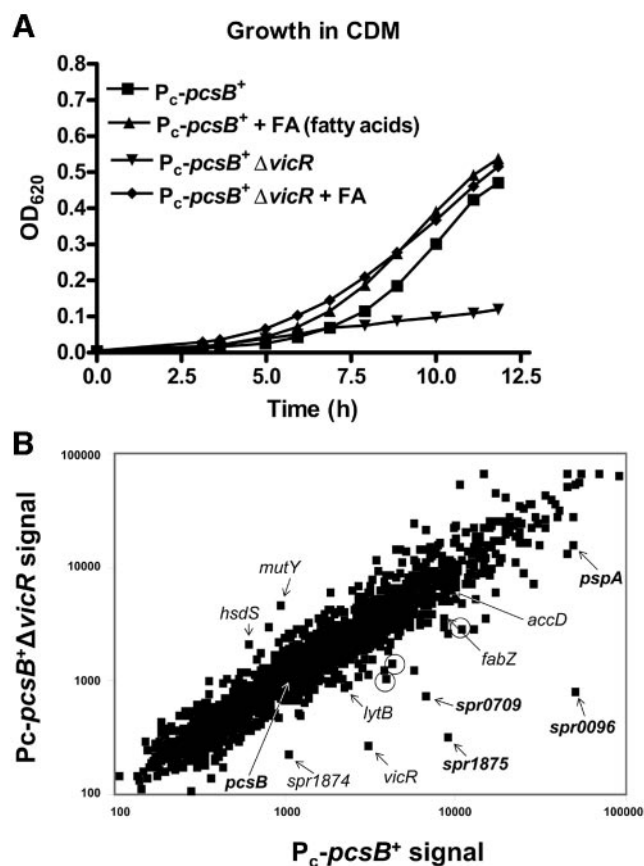 A
Growth in CDM
0.8
0.7
0.6
0.5
0.4
0.3
0.2
0.1
0.0
OD620
Pc-pcsB+
Pc-pcsB+ + FA (fatty acids)
Pc-pcsB+ ΔvicR
Pc-pcsB+ ΔvicR + FA
0.0 2.5 5.0 7.5 10.0 12.5
Time (h)
B
100000
10000
1000
100
Pc-pcsB+ΔvicR signal
mutY
hsdS
pspA
accD
fabZ
lytB
spr0709
spr0096
pcsB
spr1874
vicR
spr1875
100 1000 10000 100000
Pc-pcsB+ signal